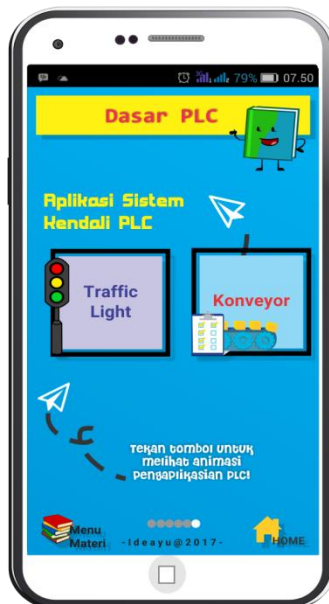 79% 07.50
Dasar PLC
Aplikasi Sistem
Kendali PLC
Traffic
Light
Konveyor
Tekan tombol untuk
melihat animasi
pengaplikasian PLC!
Menu
Materi
-Ideayu@2017-
HOME